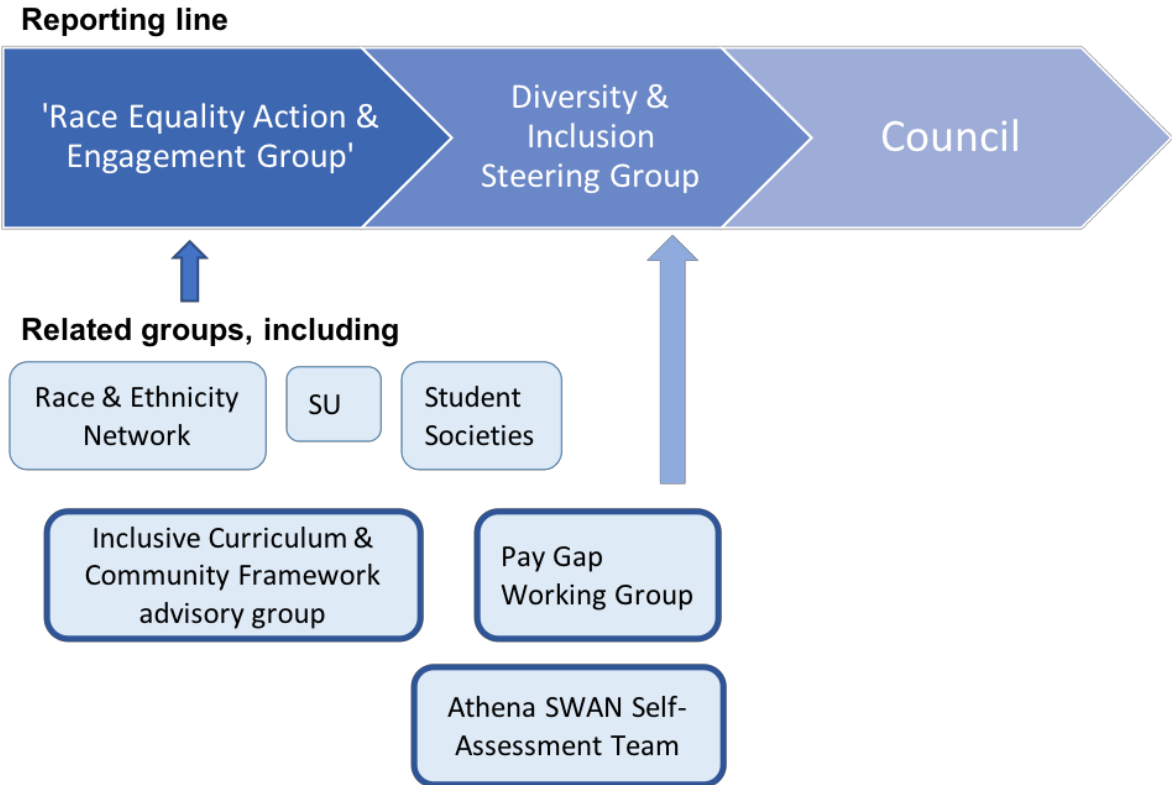 Reporting line
'Race Equality Action &
Engagement Group'
Diversity &
Inclusion
Steering Group
Council
Related groups, including
Race & Ethnicity
Network
SU
Student
Societies
Inclusive Curriculum &
Community Framework
advisory group
Pay Gap
Working Group
Athena SWAN Self-
Assessment Team